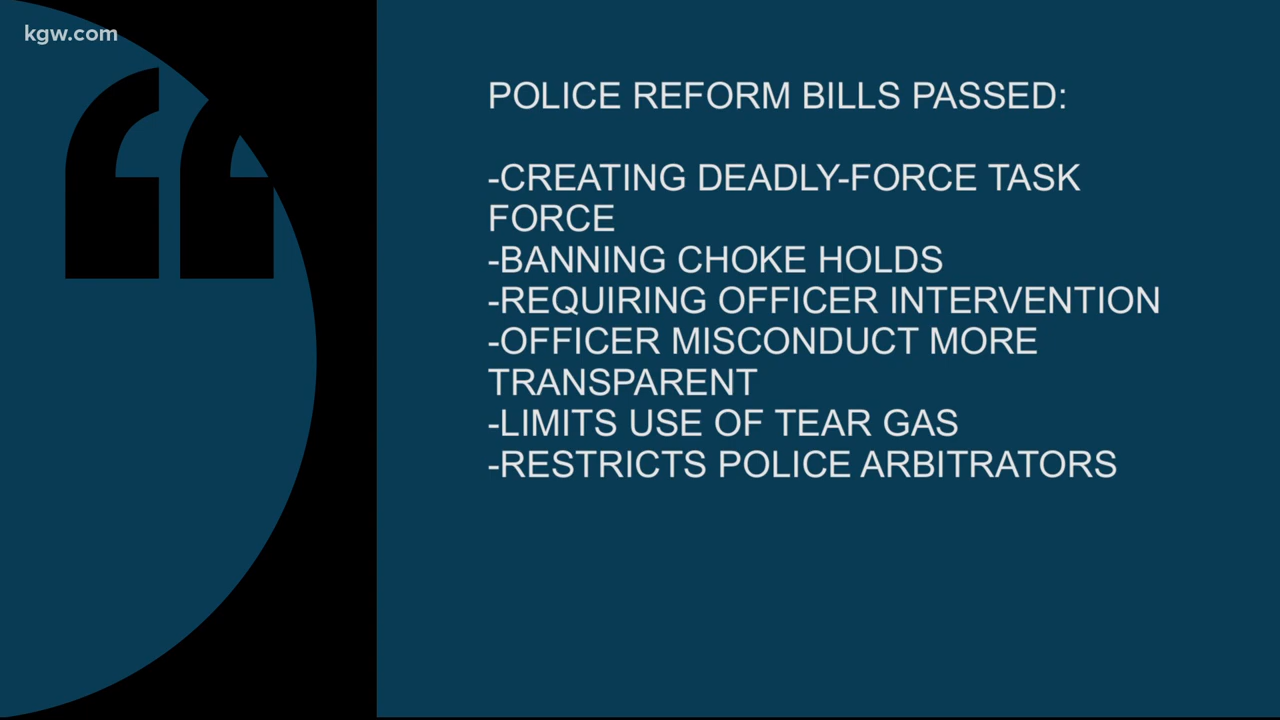 kgw.com
POLICE REFORM BILLS PASSED:
-CREATING DEADLY-FORCE TASK
FORCE
-BANNING CHOKE HOLDS
-REQUIRING OFFICER INTERVENTION
-OFFICER MISCONDUCT MORE
TRANSPARENT
-LIMITS USE OF TEAR GAS
-RESTRICTS POLICE ARBITRATORS